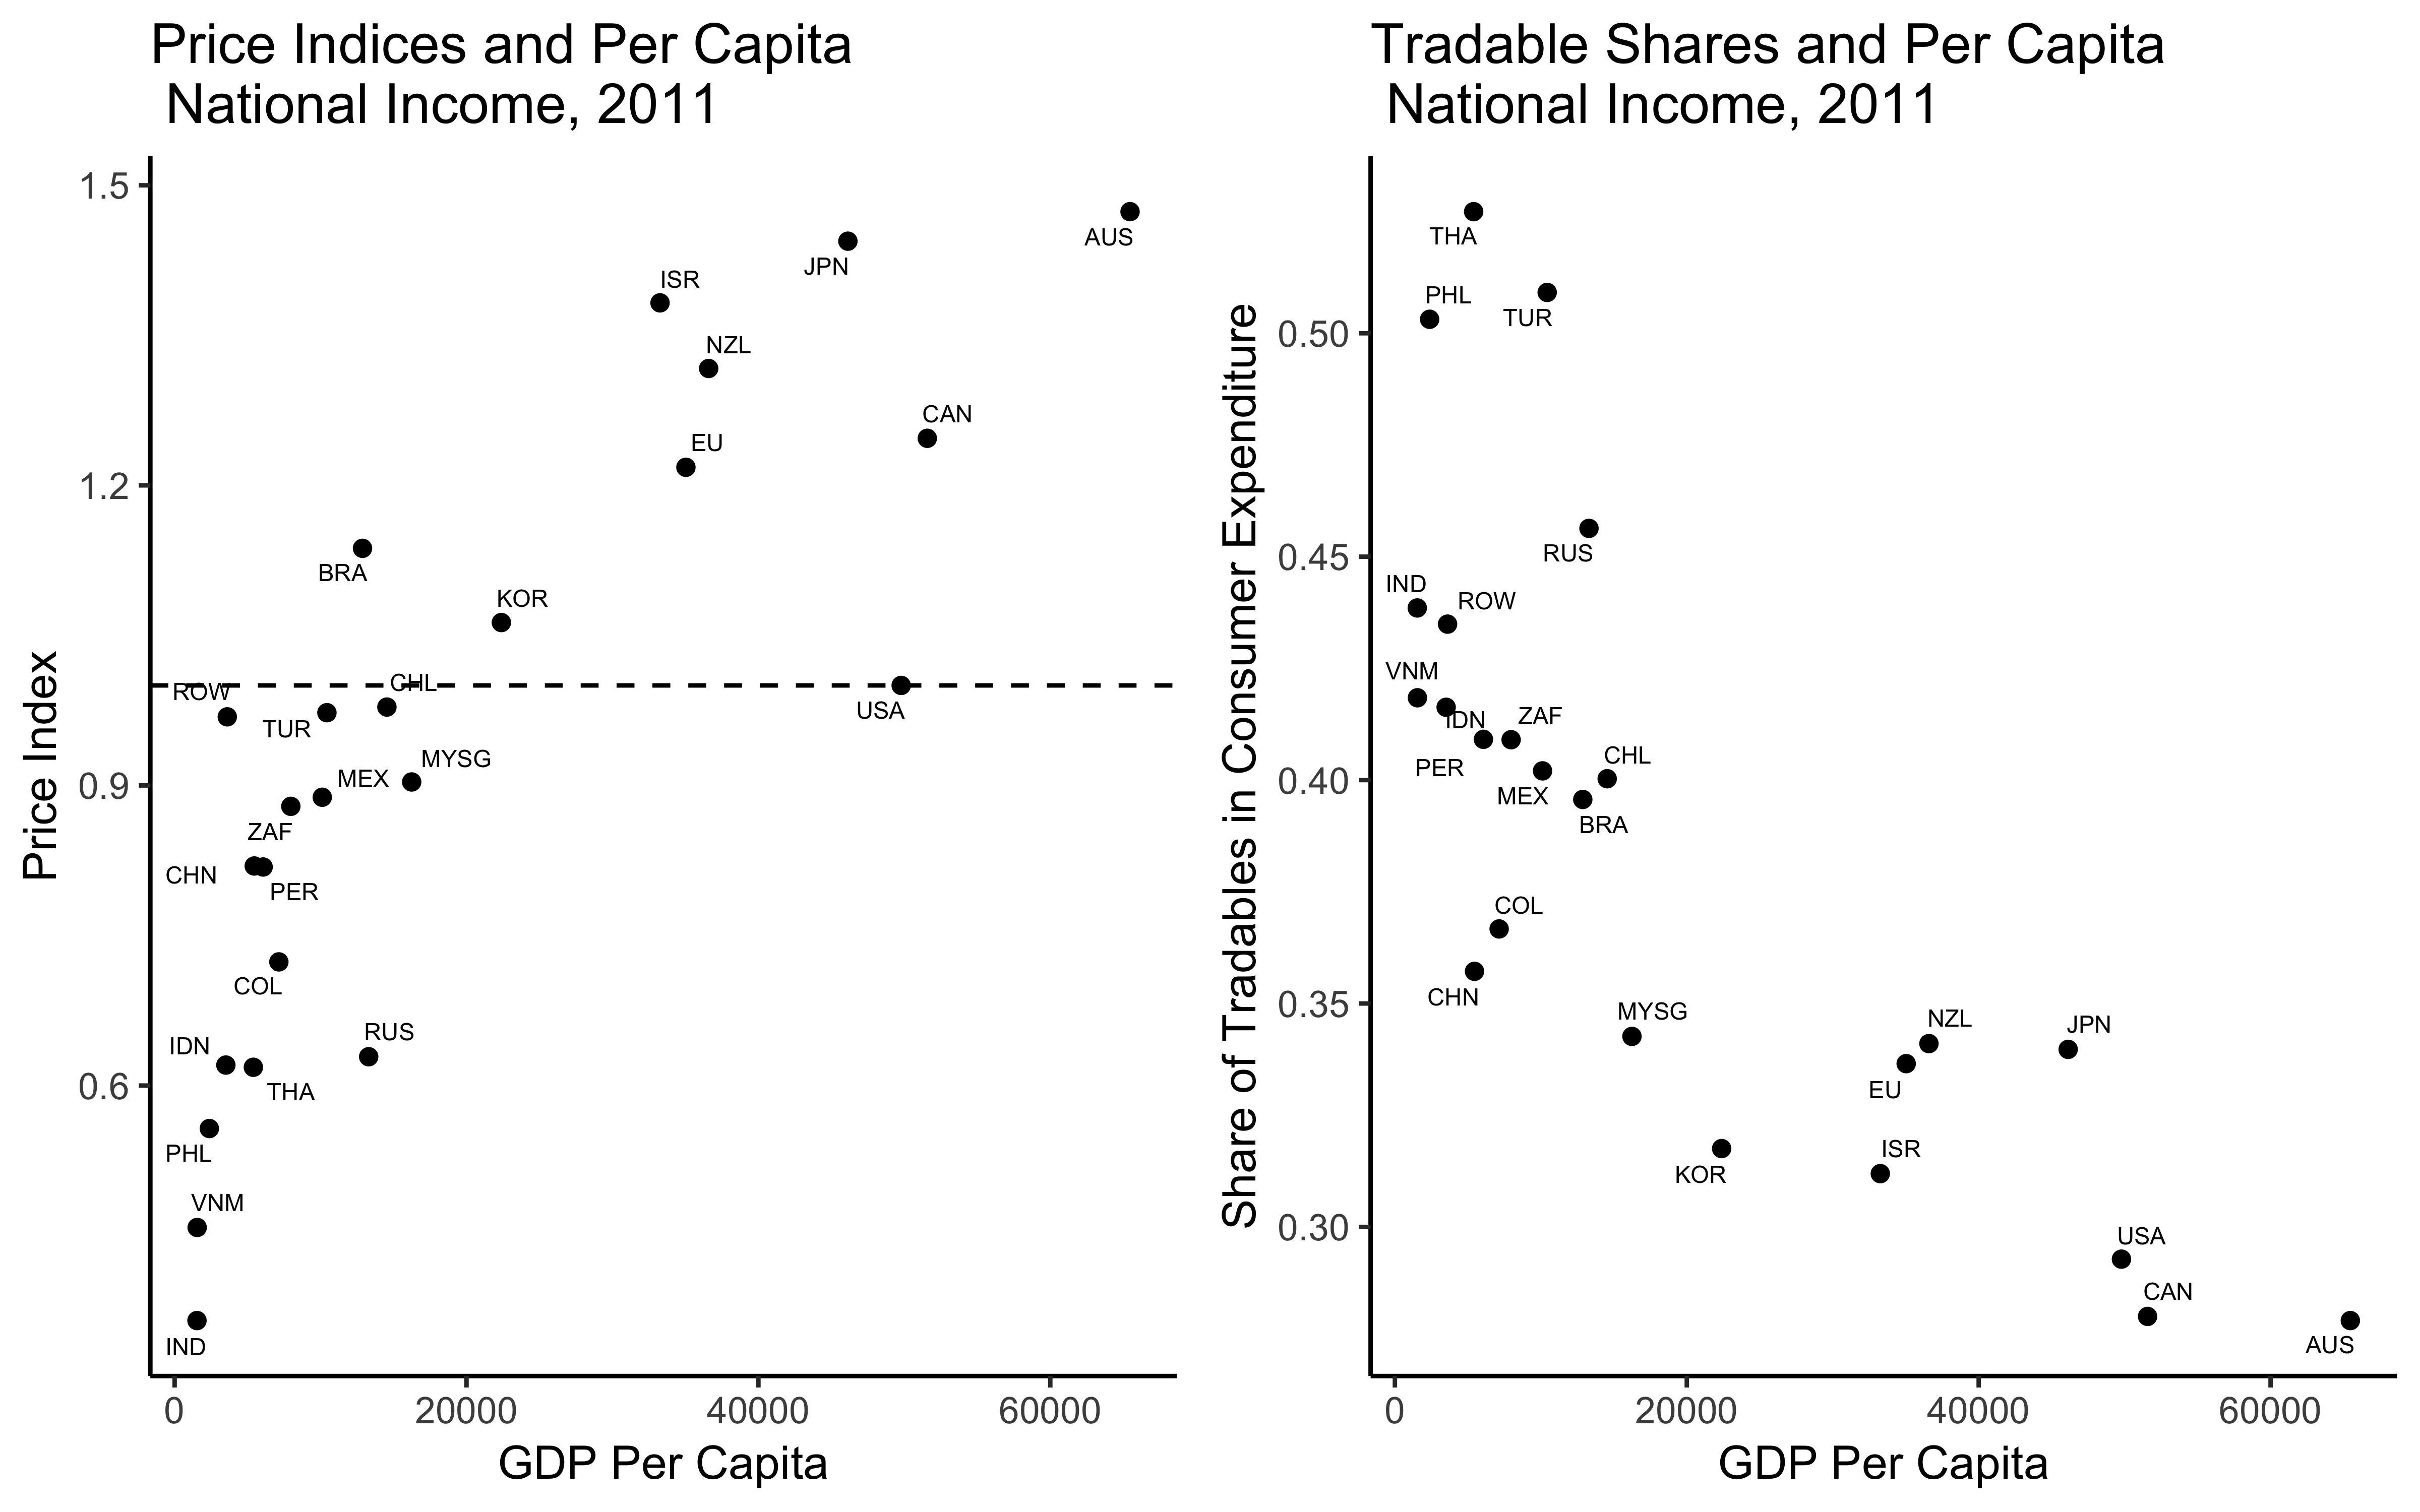 Price Indices and Per Capita
National Income, 2011
Price Index
1.5
1.2
0.9
0.6
AUS
JPN
ISR
NZL
CAN
EU
BRA
KOR
ROW
CHL
TUR
USA
MYSG
MEX
ZAF
CHN
PER
COL
RUS
IDN
THA
PHL
VNM
IND
0
20000
40000
60000
GDP Per Capita
Tradable Shares and Per Capita
National Income, 2011
Share of Tradables in Consumer Expenditure
0.50
0.45
0.40
0.35
0.30
THA
PHL
TUR
RUS
IND
ROW
VNM
IDN
ZAF
PER
CHL
MEX
BRA
COL
CHN
MYSG
NZL
JPN
EU
ISR
KOR
USA
CAN
AUS
0
20000
40000
60000
GDP Per Capita